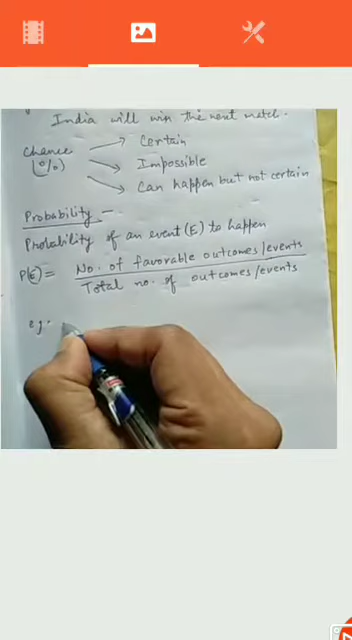 India will win the next match.
Chance → Certain
(%) → Impossible
→ Can happen but not certain
Probability -
Probability of an event (E) to happen
P(E) = No. of favorable outcomes/events
Total no. of outcomes/events
e.g.